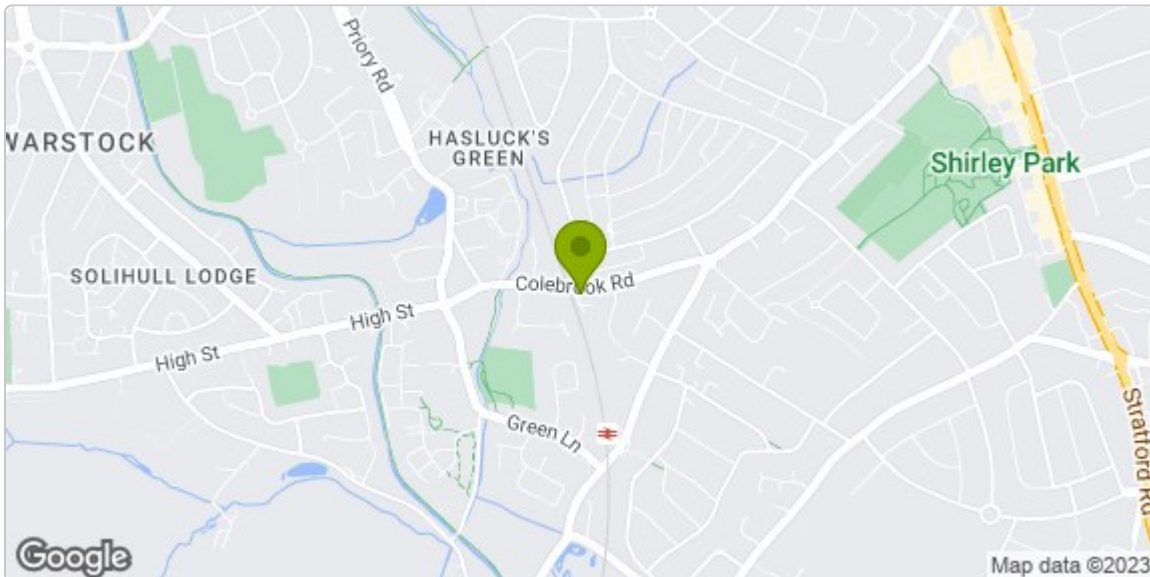 Priory Rd
HASLUCK'S
GREEN
WARSTOCK
Shirley Park
SOLIHULL LODGE
Colebrook Rd
High St
High St
Green Ln
Stratford Rd
Google
Map data ©2023